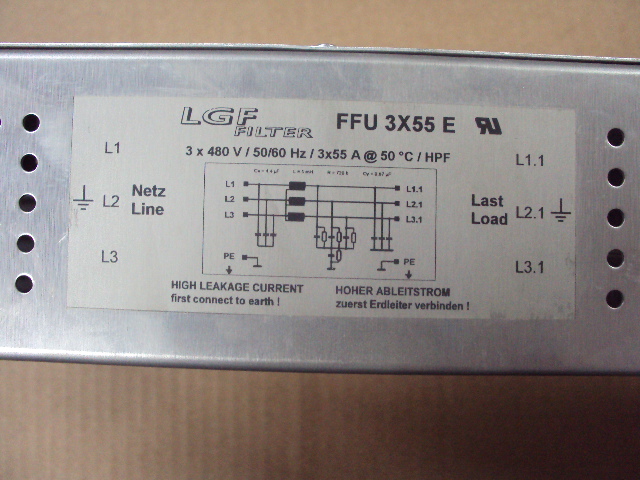 LGF FILTER FFU 3X55 E
3 x 480 V / 50/60 Hz / 3x55 A @ 50 °C / HPF
L1
L2
L3
Netz
Line
L1
L2
L3
PE
L1.1
L2.1
L3.1
PE
Last
Load
L1.1
L2.1
L3.1
HIGH LEAKAGE CURRENT
first connect to earth !
HOHER ABLEITSTROM
zuerst Erdleiter verbinden !